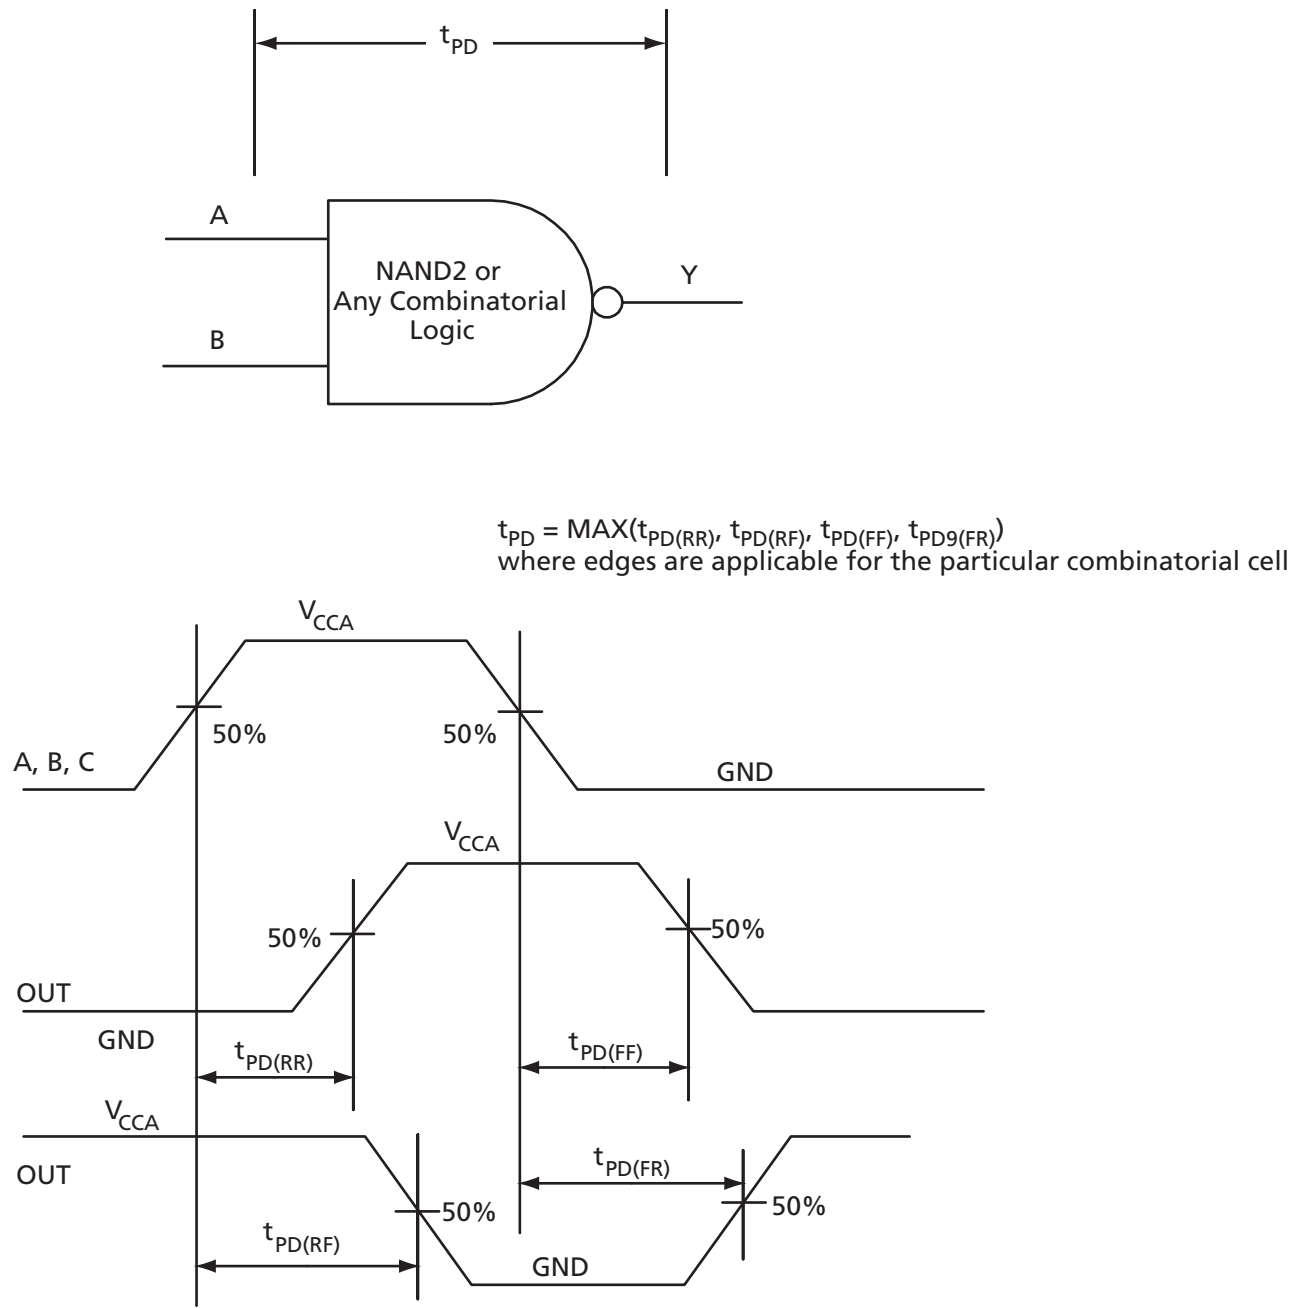 tPD
A
NAND2 or
Any Combinatorial
Logic
Y
B
tPD = MAX(tPD(RR), tPD(RF), tPD(FF), tPD9(FR))
where edges are applicable for the particular combinatorial cell
VCCA
50%
50%
A, B, C
GND
VCCA
50%
50%
OUT
GND
tPD(RR)
tPD(FF)
VCCA
OUT
tPD(FR)
50%
50%
tPD(RF)
GND